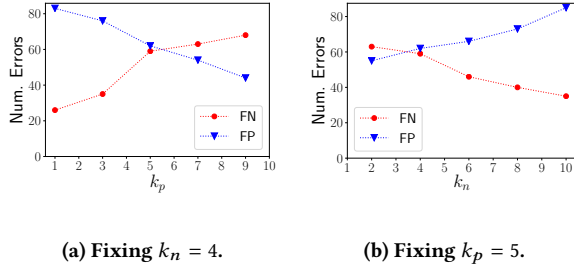 80
60
40
20
0
Num. Errors
FN
FP
1 2 3 4 5 6 7 8 9 10
k_p
(a) Fixing k_n = 4.
80
60
40
20
0
Num. Errors
FN
FP
1 2 3 4 5 6 7 8 9 10
k_n
(b) Fixing k_p = 5.